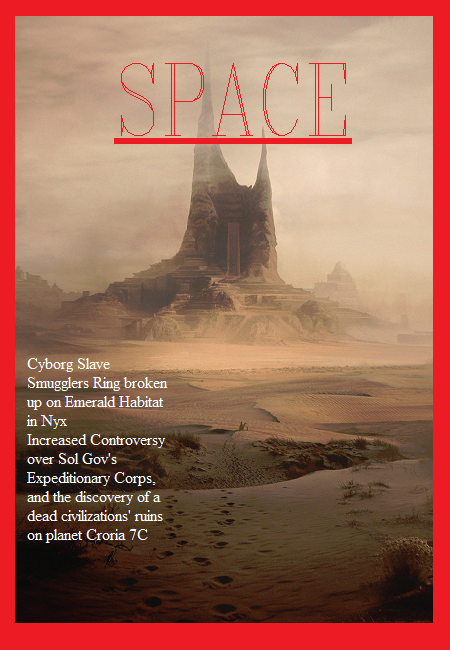 SPACE
Cyborg Slave
Smugglers Ring broken
up on Emerald Habitat
in Nyx
Increased Controversy
over Sol Gov's
Expeditionary Corps,
and the discovery of a
dead civilizations' ruins
on planet Croria 7C